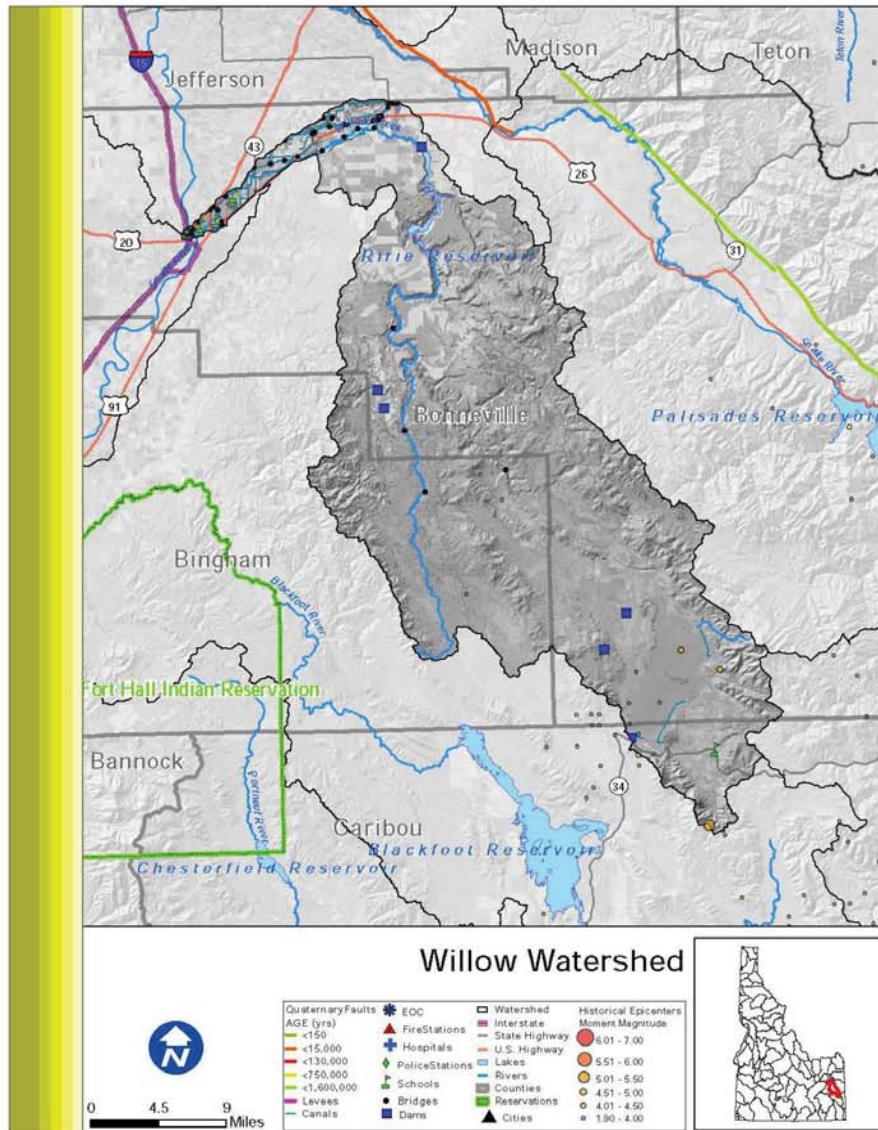 Madison
Teton
Teton River
15
Jefferson
43
26
20
31
Ririe Reservoir
Snake River
91
Bonneville
Palisades Reservoir
Bingham
Blackfoot River
Fort Hall Indian Reservation
Bannock
34
Portneuf River
Caribou
Blackfoot Reservoir
Chesterfield Reservoir
Willow Watershed
N
0 4.5 9
Miles
Quaternary Faults
AGE (yrs)
<150
<15,000
<130,000
<750,000
<1,600,000
Levees
Canals
EOC
FireStations
Hospitals
PoliceStations
Schools
Bridges
Dams
Watershed
Interstate
State Highway
U.S. Highway
Lakes
Rivers
Counties
Reservations
Cities
Historical Epicenters
Moment Magnitude
6.01 - 7.00
5.51 - 6.00
5.01 - 5.50
4.51 - 5.00
4.01 - 4.50
1.90 - 4.00